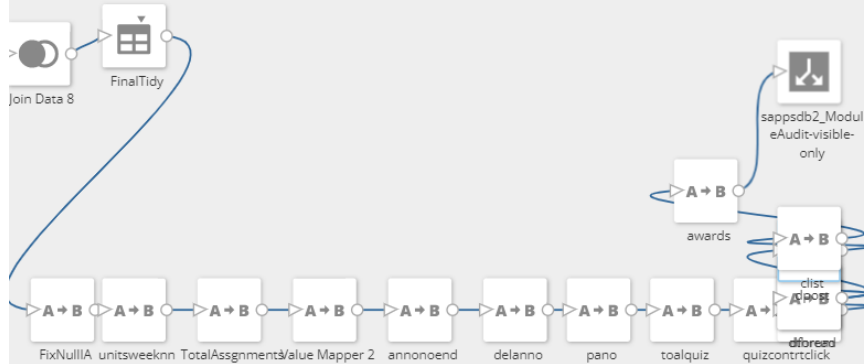 Join Data 8
FinalTidy
sappsdb2_Modul
eAudit-visible-
only
A B
awards
A B
clist
A B
A B
A B
A B
A B
A B
A B
A B
A B
FixNullIA
unitsweeknn
TotalAssgnments
Value Mapper 2
annonoend
delanno
pano
toalquiz
quizcontrtclick